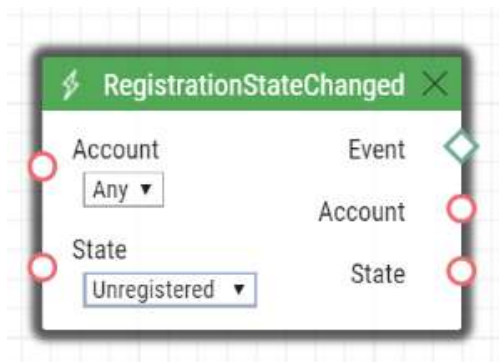 RegistrationStateChanged
Account
Any
State
Unregistered
Event
Account
State